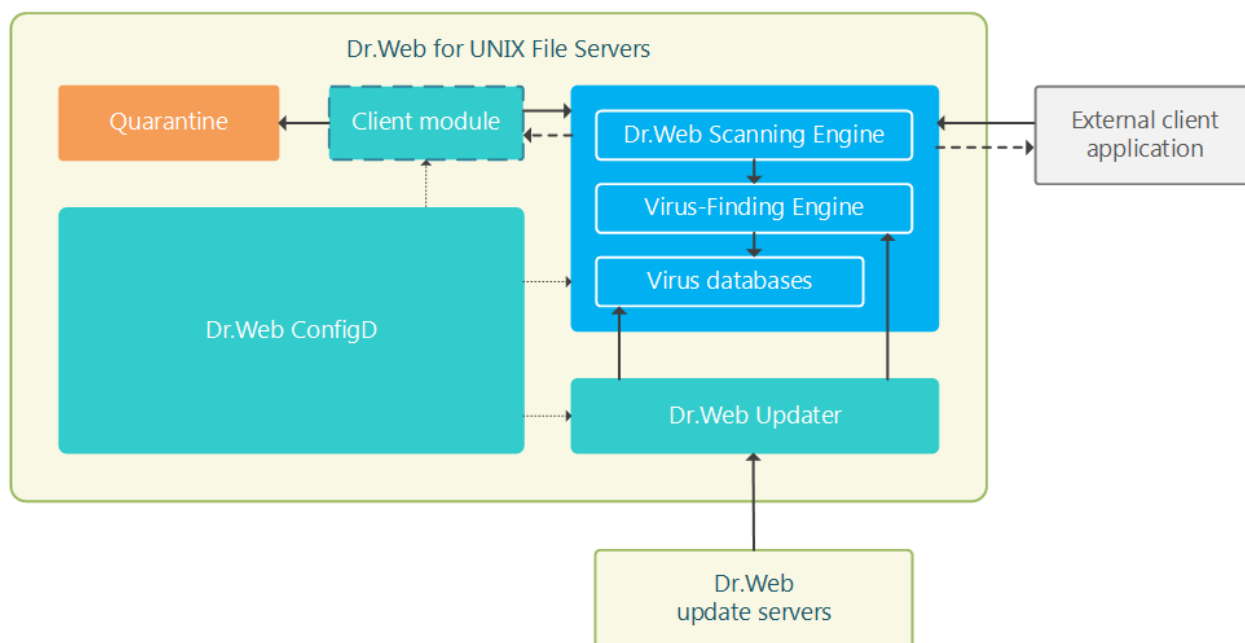 Dr.Web for UNIX File Servers
Quarantine
Client module
Dr.Web Scanning Engine
Virus-Finding Engine
Virus databases
External client
application
Dr.Web ConfigD
Dr.Web Updater
Dr.Web
update servers